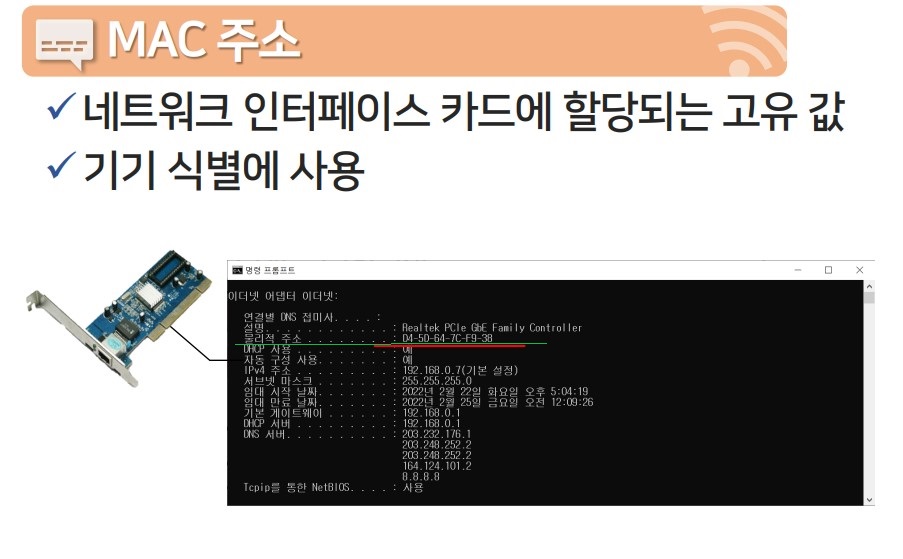 MAC 주소
✓ 네트워크 인터페이스 카드에 할당되는 고유 값
✓ 기기 식별에 사용
명령 프롬프트
이더넷 어댑터 이더넷:
연결별 DNS 접미사. . . . :
설명. . . . . . . . . . . . : Realtek PCIe GbE Family Controller
물리적 주소 . . . . . . . . : D4-5D-64-7C-F9-38
DHCP 사용 . . . . . . . . . : 예
자동 구성 사용. . . . . . . : 예
IPv4 주소 . . . . . . . . . : 192.168.0.7(기본 설정)
서브넷 마스크 . . . . . . . : 255.255.255.0
임대 시작 날짜. . . . . . . : 2022년 2월 22일 화요일 오후 5:04:19
임대 만료 날짜. . . . . . . : 2022년 2월 25일 금요일 오전 12:09:26
기본 게이트웨이 . . . . . . : 192.168.0.1
DHCP 서버 . . . . . . . . . : 192.168.0.1
DNS 서버. . . . . . . . . . : 203.232.176.1
203.248.252.2
203.248.252.2
164.124.101.2
8.8.8.8
Tcpip를 통한 NetBIOS. . . . : 사용